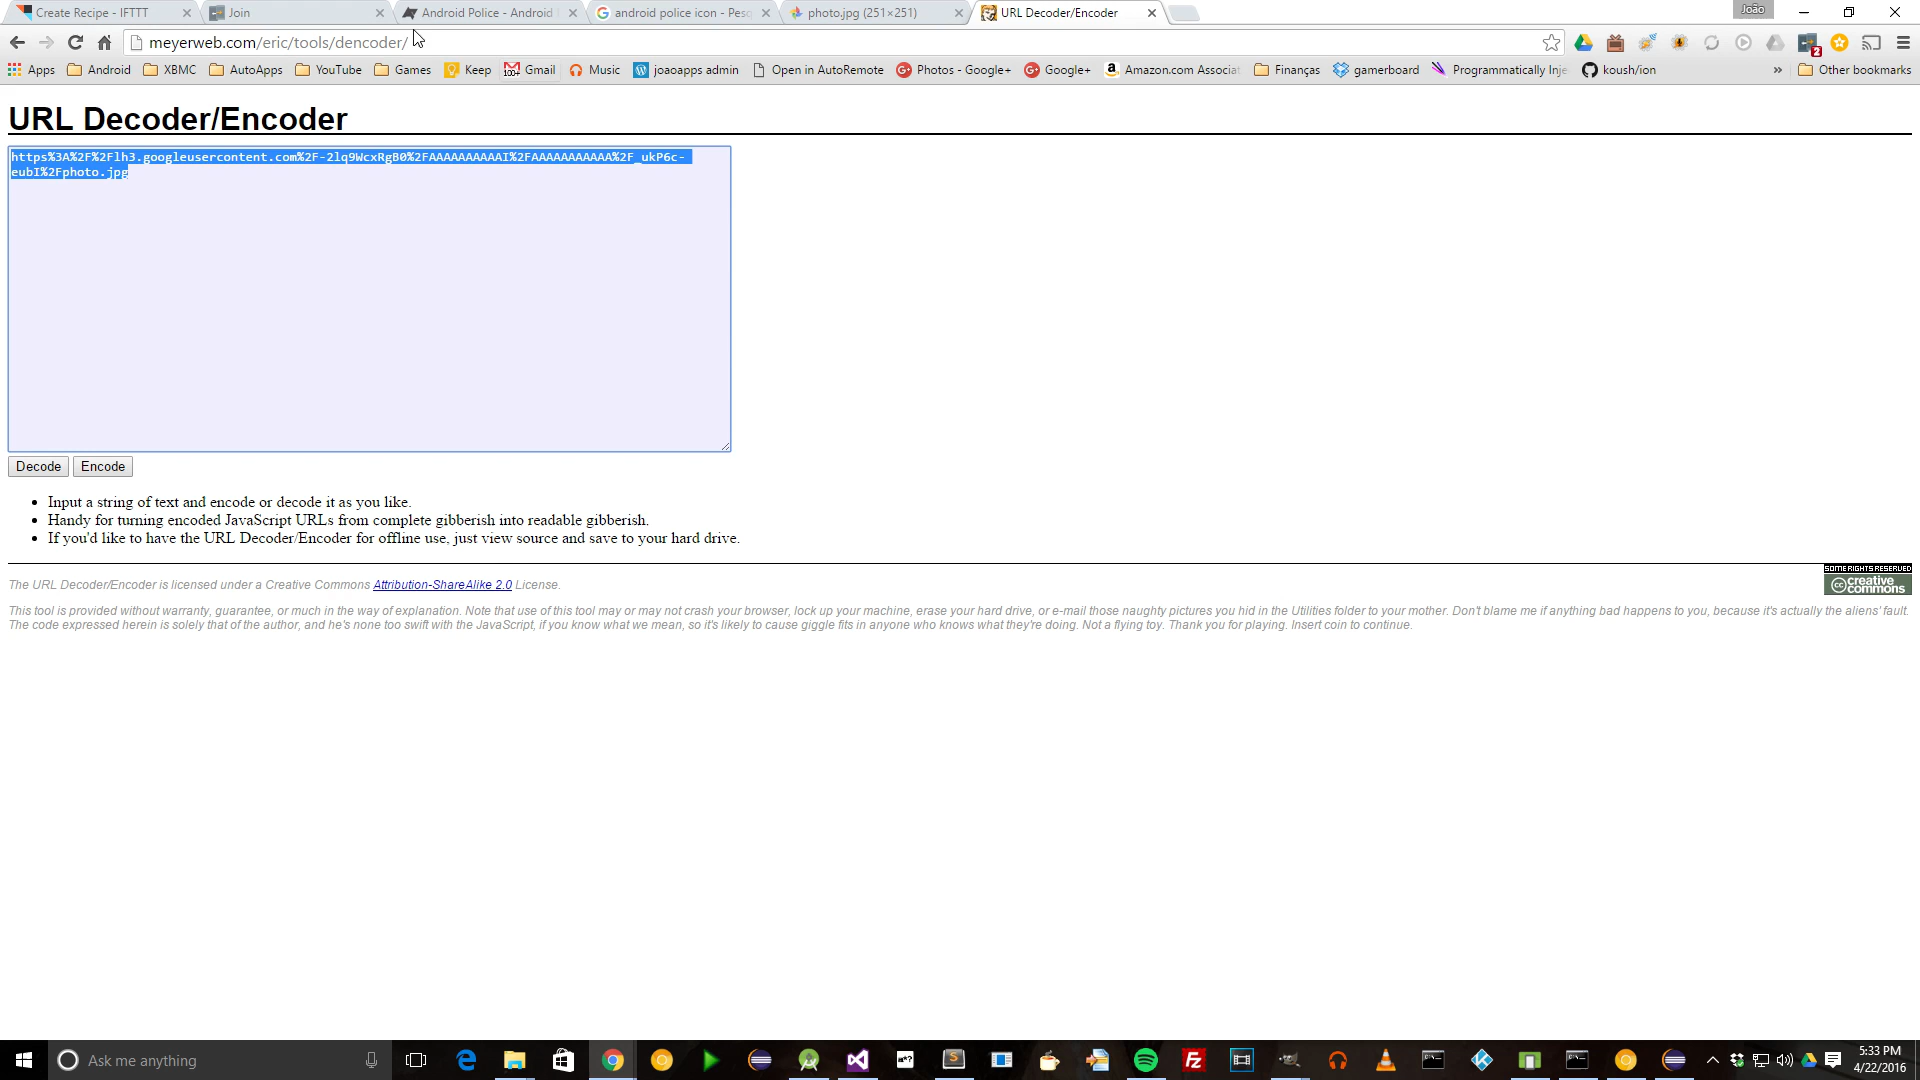 Create Recipe - IFTTT
Join
Android Police - Android
android police icon - Pesq
photo.jpg (251×251)
URL Decoder/Encoder
João
meyerweb.com/eric/tools/dencoder/
2
Apps
Android
XBMC
AutoApps
YouTube
Games
Keep
100+ Gmail
Music
joaoapps admin
Open in AutoRemote
Photos - Google+
Google+
Amazon.com Associat
Finanças
gamerboard
Programmatically Inje
koush/ion
»
Other bookmarks
URL Decoder/Encoder
https%3A%2F%2Flh3.googleusercontent.com%2F-2lq9WcxRgB0%2FAAAAAAAAAAI%2FAAAAAAAAAAA%2F_ukP6c-
eubI%2Fphoto.jpg
Decode Encode
• Input a string of text and encode or decode it as you like.
• Handy for turning encoded JavaScript URLs from complete gibberish into readable gibberish.
• If you'd like to have the URL Decoder/Encoder for offline use, just view source and save to your hard drive.
SOME RIGHTS RESERVED
creative commons
The URL Decoder/Encoder is licensed under a Creative Commons Attribution-ShareAlike 2.0 License.
This tool is provided without warranty, guarantee, or much in the way of explanation. Note that use of this tool may or may not crash your browser, lock up your machine, erase your hard drive, or e-mail those naughty pictures you hid in the Utilities folder to your mother. Don't blame me if anything bad happens to you, because it's actually the aliens' fault.
The code expressed herein is solely that of the author, and he's none too swift with the JavaScript, if you know what we mean, so it's likely to cause giggle fits in anyone who knows what they're doing. Not a flying toy. Thank you for playing. Insert coin to continue.
Ask me anything
5:33 PM
4/22/2016